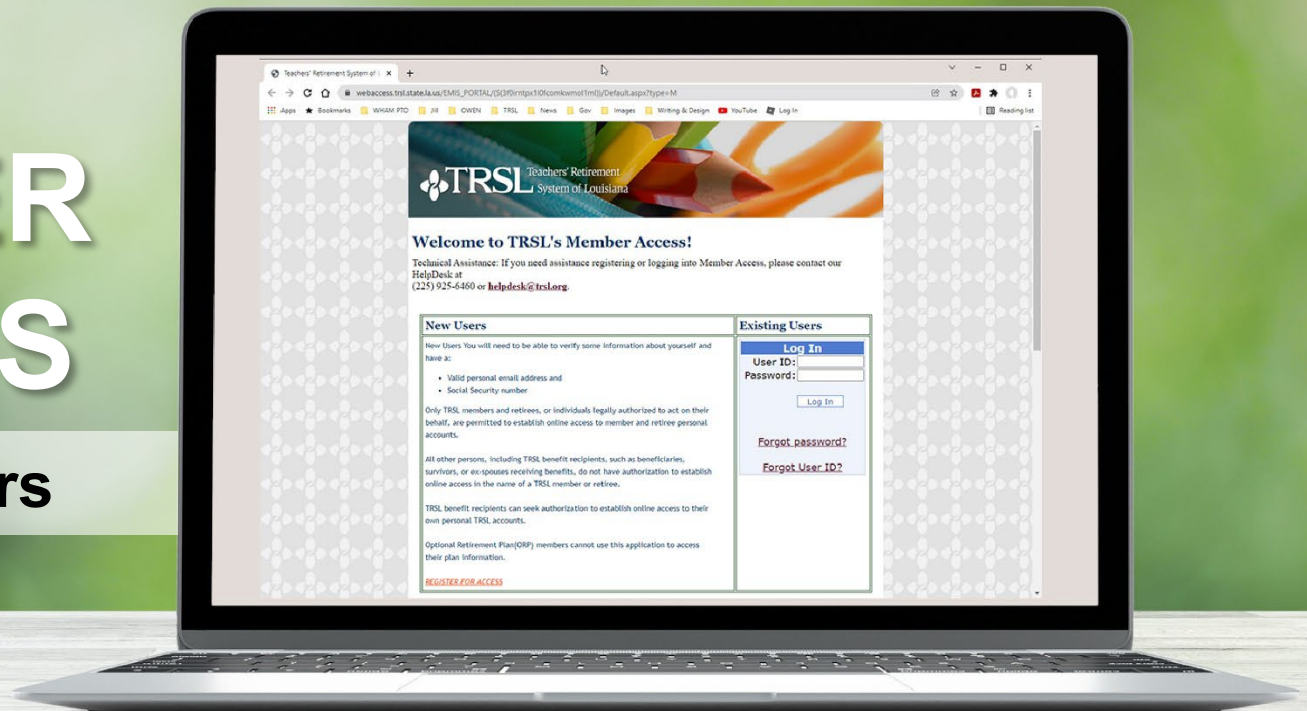 ER
S
rs
Teachers' Retirement System of L
webaccess.trsl.state.la.us/EMIS_PORTAL/
Default.aspx?type=M
Apps Bookmarks WHAM PTO Jill OWEN TRSL News Gov Images Writing & Design YouTube Log In Reading list
TRSL Teachers' Retirement
System of Louisiana
Welcome to TRSL's Member Access!
Technical Assistance: If you need assistance registering or logging into Member Access, please contact our
HelpDesk at
(225) 925-6460 or helpdesk@trsl.org.
New Users
New Users You will need to be able to verify some information about yourself and
have a:
• Valid personal email address and
• Social Security number
Only TRSL members and retirees, or individuals legally authorized to act on their
behalf, are permitted to establish online access to member and retiree personal
accounts.
All other persons, including TRSL benefit recipients, such as beneficiaries,
survivors, or ex-spouses receiving benefits, do not have authorization to establish
online access in the name of a TRSL member or retiree.
TRSL benefit recipients can seek authorization to establish online access to their
own personal TRSL accounts.
Optional Retirement Plan(ORP) members cannot use this application to access
their plan information.
REGISTER FOR ACCESS
Existing Users
Log In
User ID:
Password:
Log In
Forgot password?
Forgot User ID?